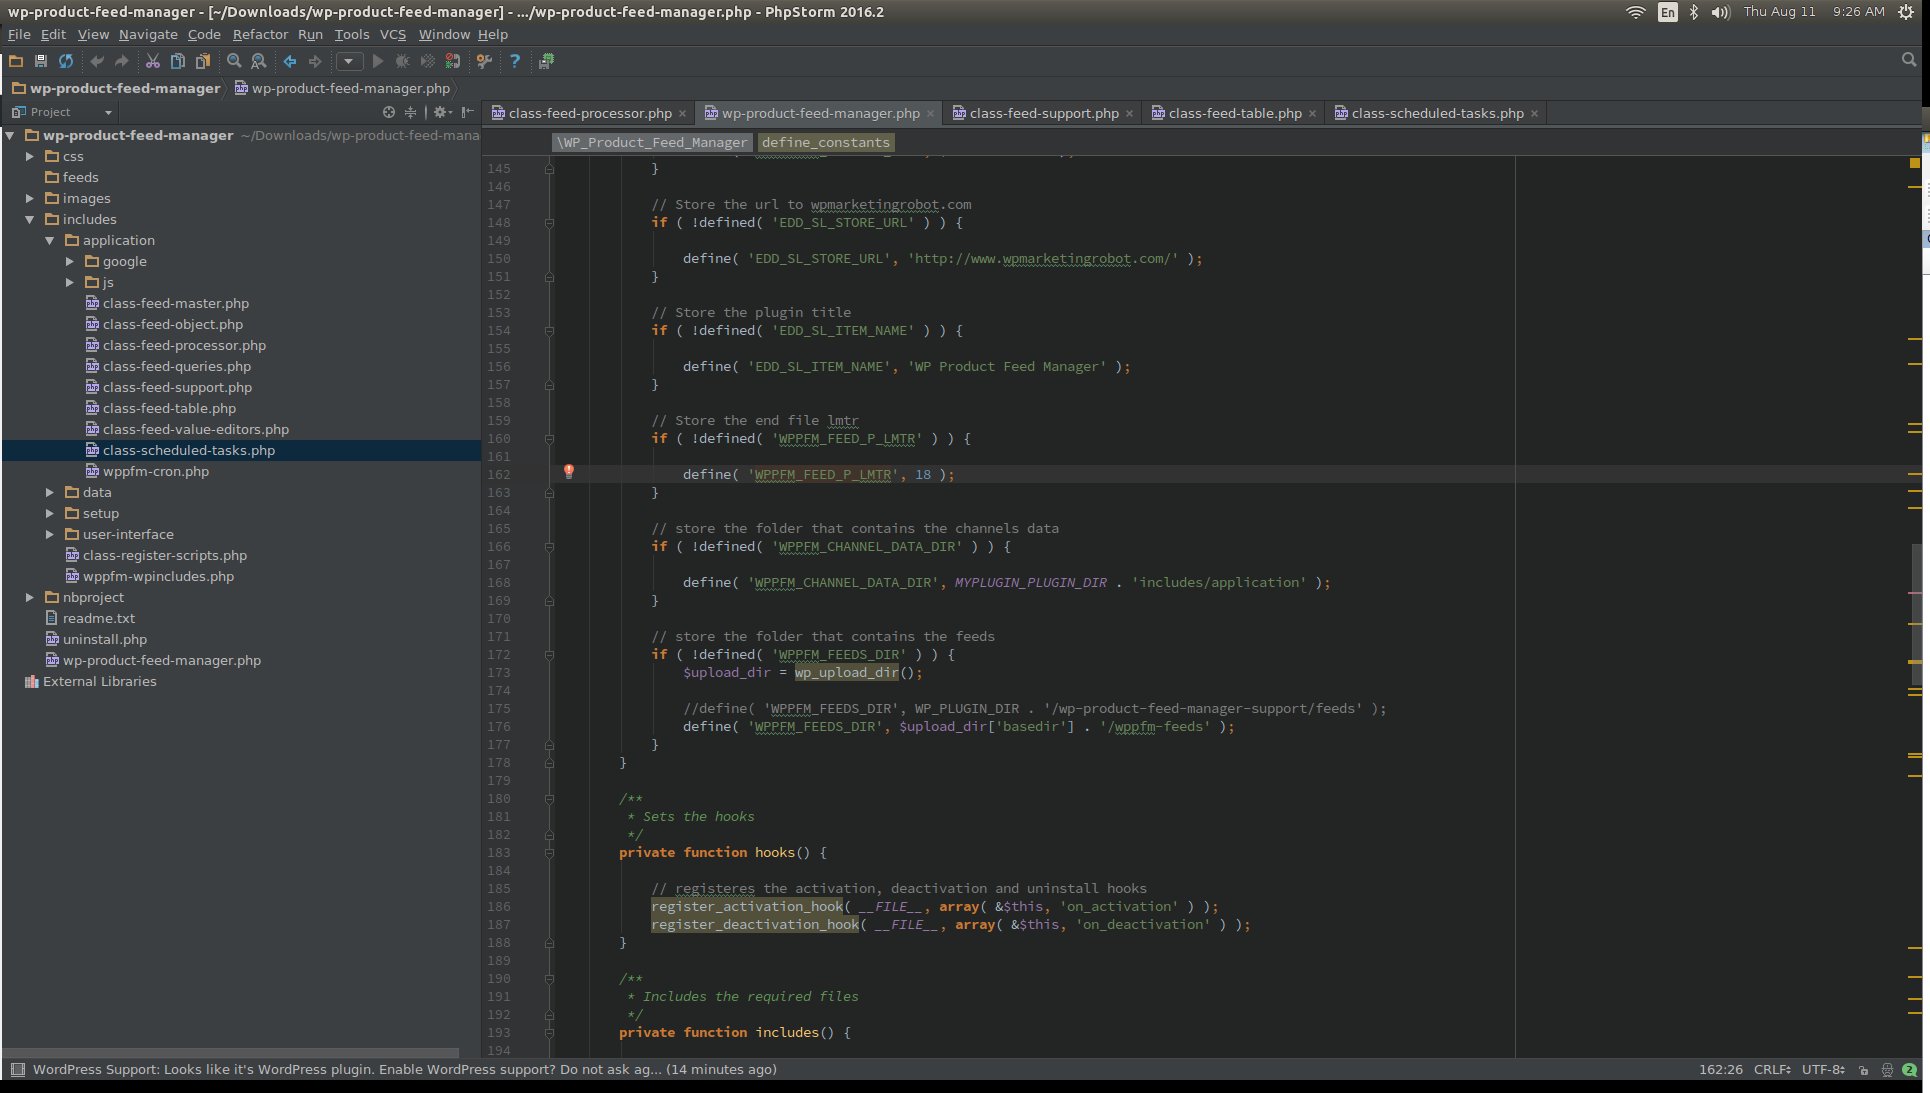 wp-product-feed-manager - [~/Downloads/wp-product-feed-manager] - .../wp-product-feed-manager.php - PhpStorm 2016.2
En Thu Aug 11 9:26 AM
File Edit View Navigate Code Refactor Run Tools VCS Window Help
wp-product-feed-manager wp-product-feed-manager.php
Project
class-feed-processor.php × wp-product-feed-manager.php × class-feed-support.php × class-feed-table.php × class-scheduled-tasks.php ×
\WP_Product_Feed_Manager define_constants
wp-product-feed-manager ~/Downloads/wp-product-feed-mana
css
feeds
images
includes
application
google
js
class-feed-master.php
class-feed-object.php
class-feed-processor.php
class-feed-queries.php
class-feed-support.php
class-feed-table.php
class-feed-value-editors.php
class-scheduled-tasks.php
wppfm-cron.php
data
setup
user-interface
class-register-scripts.php
wppfm-wpincludes.php
nbproject
readme.txt
uninstall.php
wp-product-feed-manager.php
External Libraries
145 }
146
147 // Store the url to wpmarketingrobot.com
148 if ( !defined( 'EDD_SL_STORE_URL' ) ) {
149
150 define( 'EDD_SL_STORE_URL', 'http://www.wpmarketingrobot.com/' );
151 }
152
153 // Store the plugin title
154 if ( !defined( 'EDD_SL_ITEM_NAME' ) ) {
155
156 define( 'EDD_SL_ITEM_NAME', 'WP Product Feed Manager' );
157 }
158
159 // Store the end file lmtr
160 if ( !defined( 'WPPFM_FEED_P_LMTR' ) ) {
161
162 define( 'WPPFM_FEED_P_LMTR', 18 );
163 }
164
165 // store the folder that contains the channels data
166 if ( !defined( 'WPPFM_CHANNEL_DATA_DIR' ) ) {
167
168 define( 'WPPFM_CHANNEL_DATA_DIR', MYPLUGIN_PLUGIN_DIR . 'includes/application' );
169 }
170
171 // store the folder that contains the feeds
172 if ( !defined( 'WPPFM_FEEDS_DIR' ) ) {
173 $upload_dir = wp_upload_dir();
174
175 //define( 'WPPFM_FEEDS_DIR', WP_PLUGIN_DIR . '/wp-product-feed-manager-support/feeds' );
176 define( 'WPPFM_FEEDS_DIR', $upload_dir['basedir'] . '/wppfm-feeds' );
177 }
178 }
179
180 /**
181 * Sets the hooks
182 */
183 private function hooks() {
184
185 // registeres the activation, deactivation and uninstall hooks
186 register_activation_hook( __FILE__, array( &$this, 'on_activation' ) );
187 register_deactivation_hook( __FILE__, array( &$this, 'on_deactivation' ) );
188 }
189
190 /**
191 * Includes the required files
192 */
193 private function includes() {
194
WordPress Support: Looks like it's WordPress plugin. Enable WordPress support? Do not ask ag... (14 minutes ago)
162:26 CRLF UTF-8 2